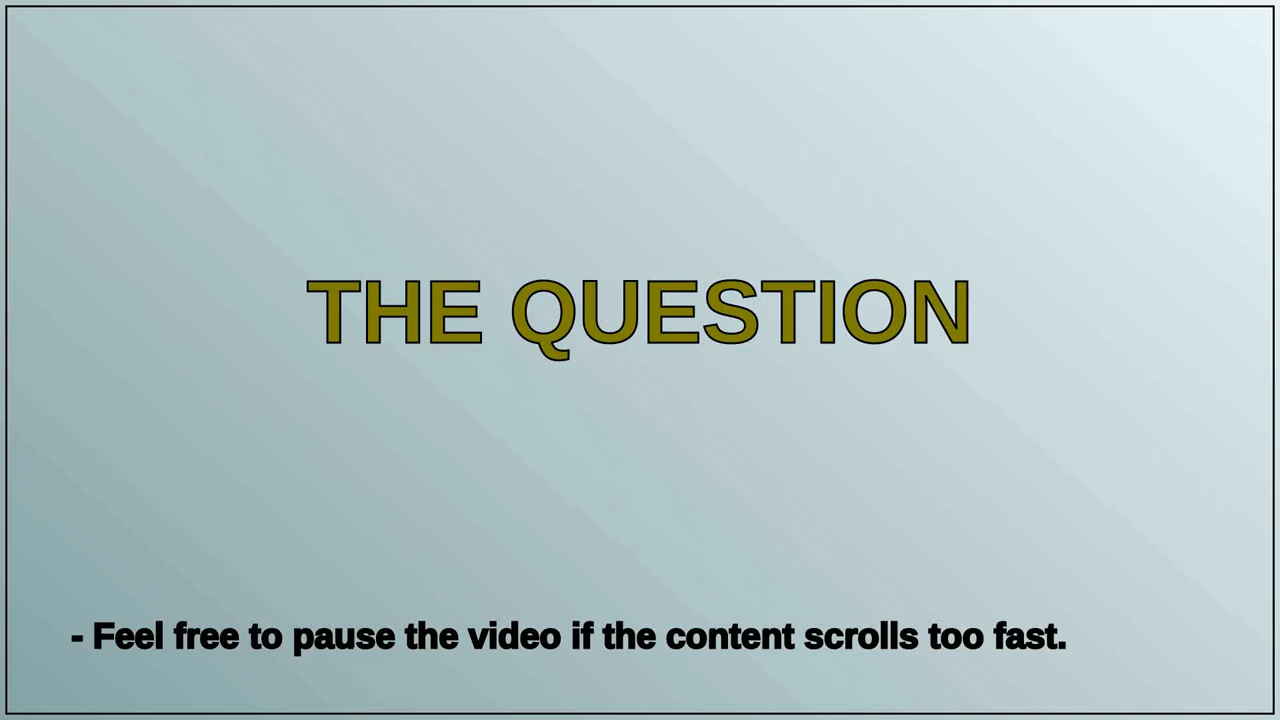 THE QUESTION
- Feel free to pause the video if the content scrolls too fast.